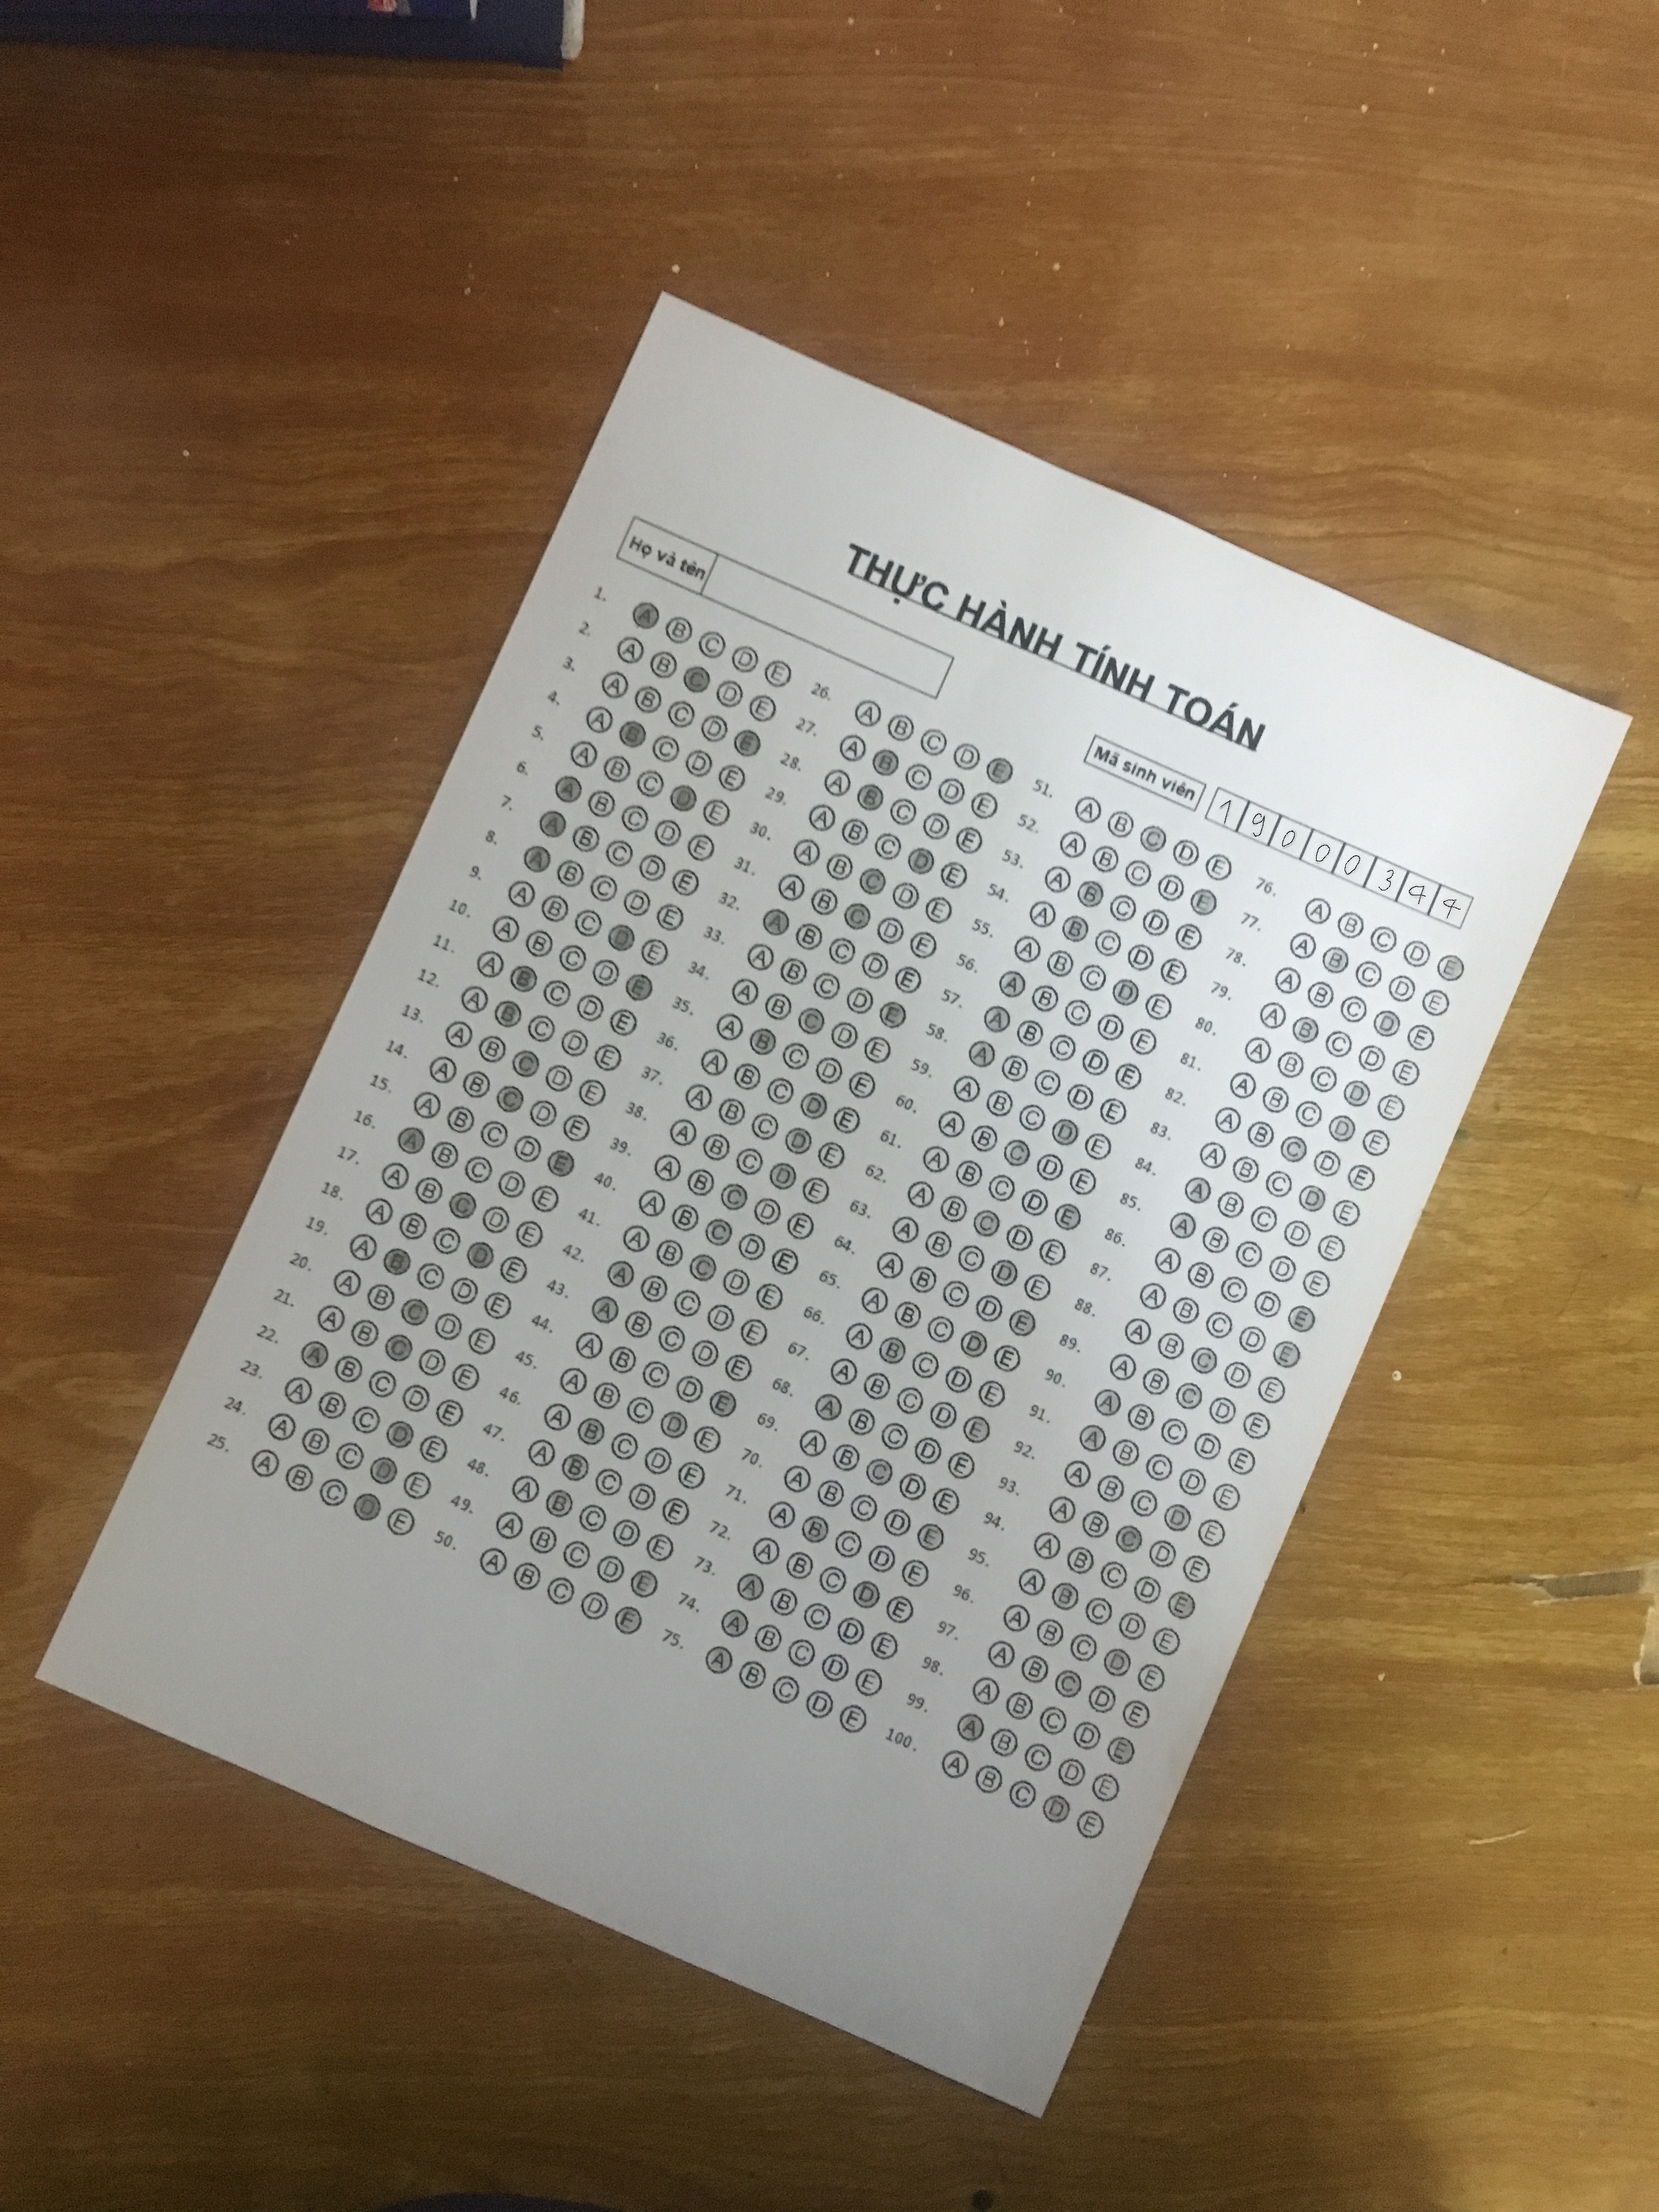 THỰC HÀNH TÍNH TOÁN
Họ và tên
Mã sinh viên 1 9 0 0 0 3 4 4
1. A B C D E
2. A B C D E
3. A B C D E
4. A B C D E
5. A B C D E
6. A B C D E
7. A B C D E
8. A B C D E
9. A B C D E
10. A B C D E
11. A B C D E
12. A B C D E
13. A B C D E
14. A B C D E
15. A B C D E
16. A B C D E
17. A B C D E
18. A B C D E
19. A B C D E
20. A B C D E
21. A B C D E
22. A B C D E
23. A B C D E
24. A B C D E
25. A B C D E
26. A B C D E
27. A B C D E
28. A B C D E
29. A B C D E
30. A B C D E
31. A B C D E
32. A B C D E
33. A B C D E
34. A B C D E
35. A B C D E
36. A B C D E
37. A B C D E
38. A B C D E
39. A B C D E
40. A B C D E
41. A B C D E
42. A B C D E
43. A B C D E
44. A B C D E
45. A B C D E
46. A B C D E
47. A B C D E
48. A B C D E
49. A B C D E
50. A B C D E
51. A B C D E
52. A B C D E
53. A B C D E
54. A B C D E
55. A B C D E
56. A B C D E
57. A B C D E
58. A B C D E
59. A B C D E
60. A B C D E
61. A B C D E
62. A B C D E
63. A B C D E
64. A B C D E
65. A B C D E
66. A B C D E
67. A B C D E
68. A B C D E
69. A B C D E
70. A B C D E
71. A B C D E
72. A B C D E
73. A B C D E
74. A B C D E
75. A B C D E
76. A B C D E
77. A B C D E
78. A B C D E
79. A B C D E
80. A B C D E
81. A B C D E
82. A B C D E
83. A B C D E
84. A B C D E
85. A B C D E
86. A B C D E
87. A B C D E
88. A B C D E
89. A B C D E
90. A B C D E
91. A B C D E
92. A B C D E
93. A B C D E
94. A B C D E
95. A B C D E
96. A B C D E
97. A B C D E
98. A B C D E
99. A B C D E
100. A B C D E